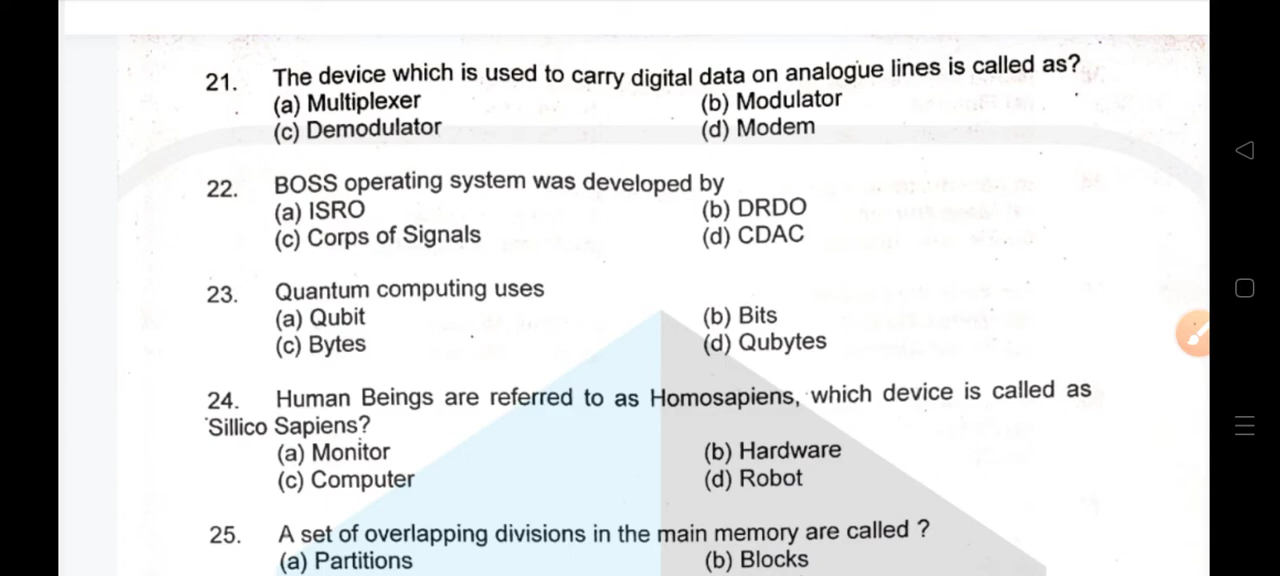 21. The device which is used to carry digital data on analogue lines is called as?
(a) Multiplexer (b) Modulator
(c) Demodulator (d) Modem
22. BOSS operating system was developed by
(a) ISRO (b) DRDO
(c) Corps of Signals (d) CDAC
23. Quantum computing uses
(a) Qubit (b) Bits
(c) Bytes (d) Qubytes
24. Human Beings are referred to as Homosapiens, which device is called as
Sillico Sapiens?
(a) Monitor (b) Hardware
(c) Computer (d) Robot
25. A set of overlapping divisions in the main memory are called ?
(a) Partitions (b) Blocks